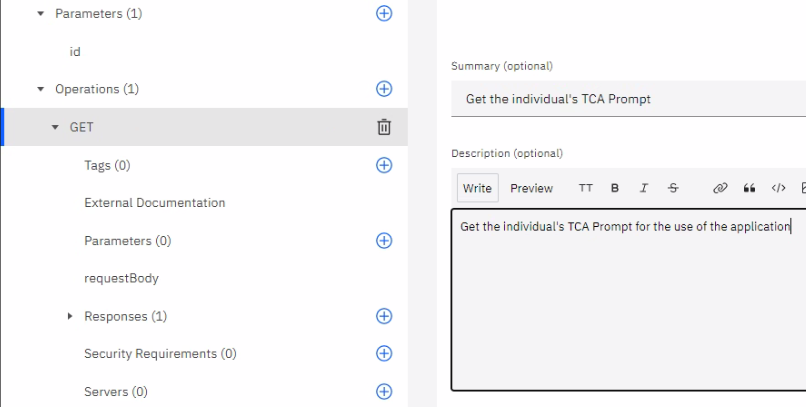 Parameters (1)
id
Operations (1)
GET
Tags (0)
External Documentation
Parameters (0)
requestBody
Responses (1)
Security Requirements (0)
Servers (0)
Summary (optional)
Get the individual's TCA Prompt
Description (optional)
Write Preview TT B I S </>
Get the individual's TCA Prompt for the use of the application